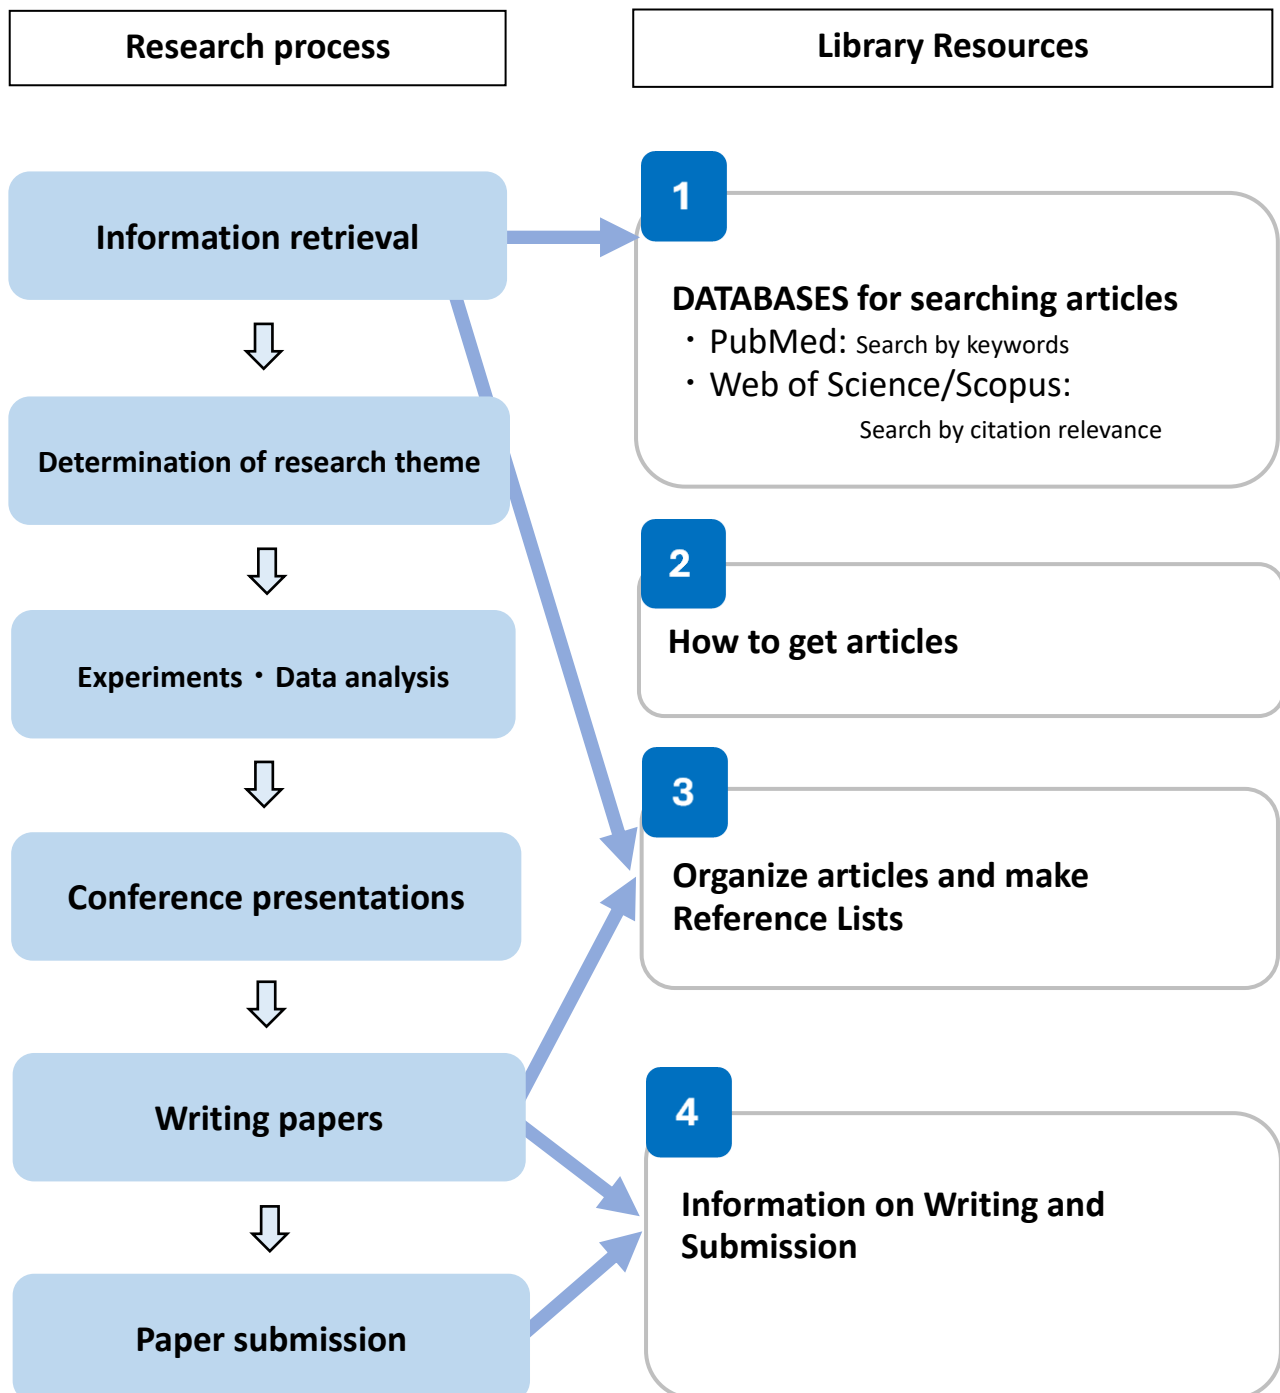 Research process
Library Resources
Information retrieval
Determination of research theme
Experiments・Data analysis
Conference presentations
Writing papers
Paper submission
1
DATABASES for searching articles
・PubMed: Search by keywords
・Web of Science/Scopus:
Search by citation relevance
2
How to get articles
3
Organize articles and make
Reference Lists
4
Information on Writing and
Submission